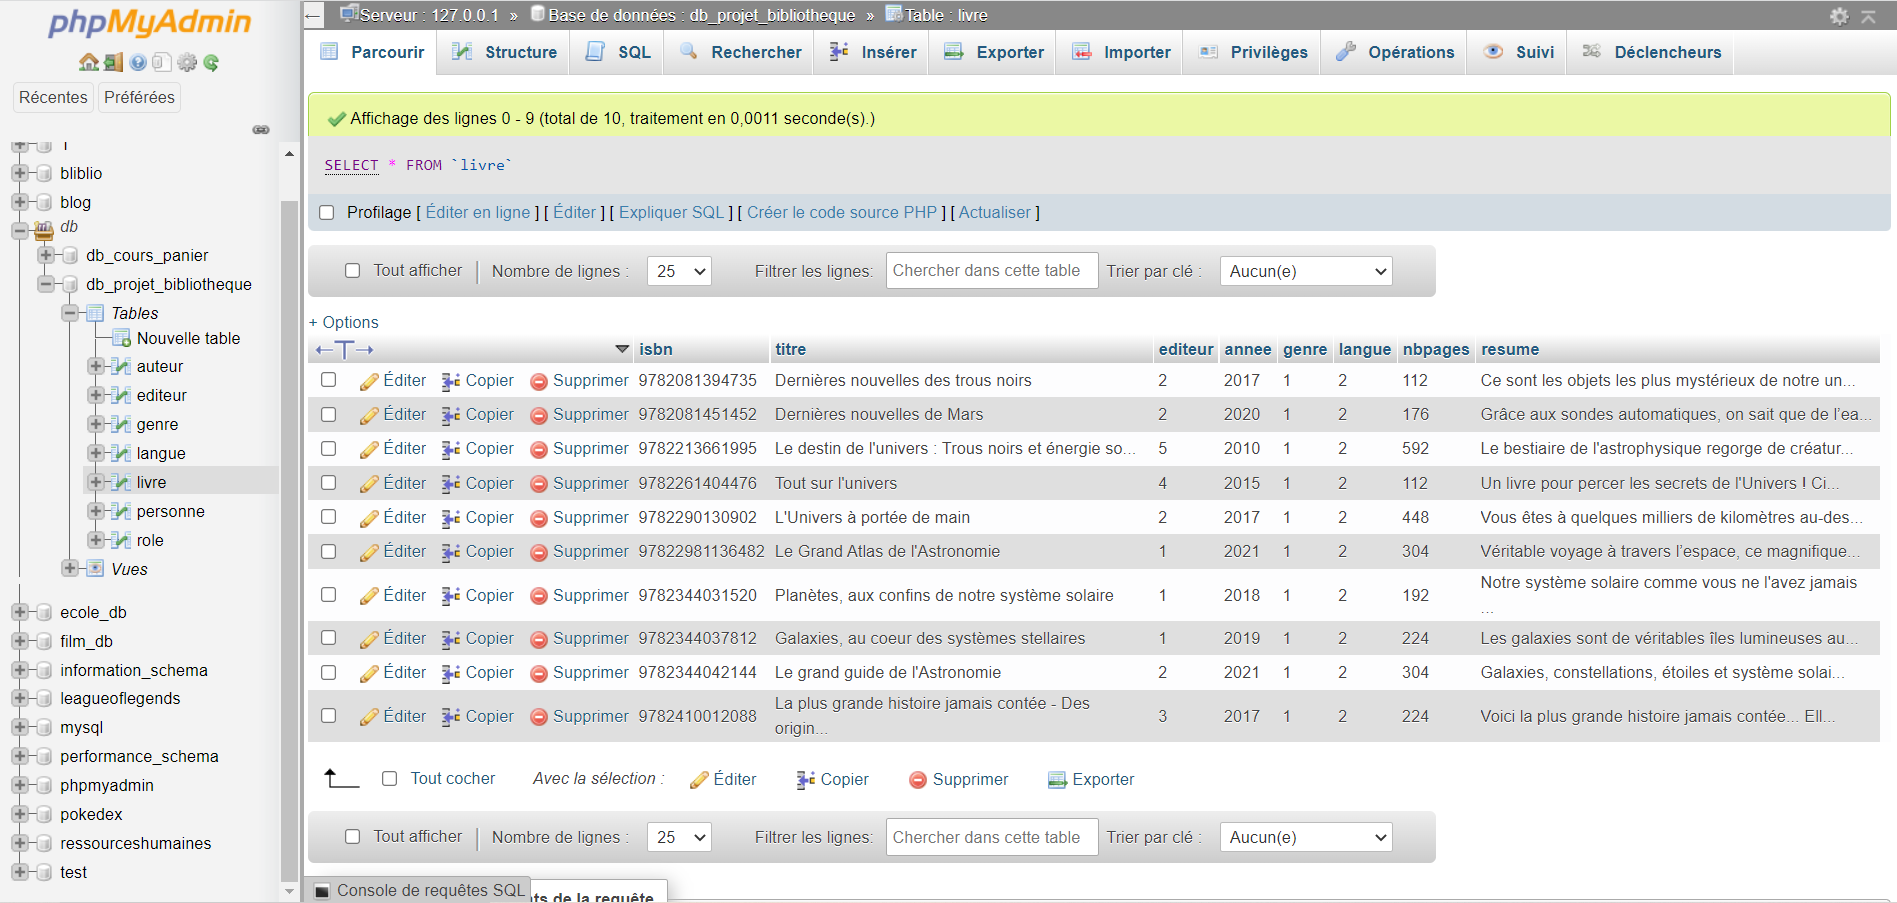 phpMyAdmin
Récentes Préférées
bliblio
blog
db
db_cours_panier
db_projet_bibliotheque
Tables
Nouvelle table
auteur
editeur
genre
langue
livre
personne
role
Vues
ecole_db
film_db
information_schema
leagueoflegends
mysql
performance_schema
phpmyadmin
pokedex
ressourceshumaines
test
Serveur : 127.0.0.1 » Base de données : db_projet_bibliotheque » Table : livre
Parcourir Structure SQL Rechercher Insérer Exporter Importer Privilèges Opérations Suivi Déclencheurs
Affichage des lignes 0 - 9 (total de 10, traitement en 0,0011 seconde(s).)
SELECT * FROM `livre`
Profilage [ Éditer en ligne ] [ Éditer ] [ Expliquer SQL ] [ Créer le code source PHP ] [ Actualiser ]
Tout afficher Nombre de lignes : 25 Filtrer les lignes: Chercher dans cette table Trier par clé : Aucun(e)
+ Options
←T→ isbn titre editeur annee genre langue nbpages resume
Éditer Copier Supprimer 9782081394735 Dernières nouvelles des trous noirs 2 2017 1 2 112 Ce sont les objets les plus mystérieux de notre un...
Éditer Copier Supprimer 9782081451452 Dernières nouvelles de Mars 2 2020 1 2 176 Grâce aux sondes automatiques, on sait que de l’ea...
Éditer Copier Supprimer 9782213661995 Le destin de l'univers : Trous noirs et énergie so... 5 2010 1 2 592 Le bestiaire de l'astrophysique regorge de créatur...
Éditer Copier Supprimer 9782261404476 Tout sur l'univers 4 2015 1 2 112 Un livre pour percer les secrets de l'Univers ! Ci...
Éditer Copier Supprimer 9782290130902 L'Univers à portée de main 2 2017 1 2 448 Vous êtes à quelques milliers de kilomètres au-des...
Éditer Copier Supprimer 97822981136482 Le Grand Atlas de l'Astronomie 1 2021 1 2 304 Véritable voyage à travers l’espace, ce magnifique...
Éditer Copier Supprimer 9782344031520 Planètes, aux confins de notre système solaire 1 2018 1 2 192 Notre système solaire comme vous ne l'avez jamais
...
Éditer Copier Supprimer 9782344037812 Galaxies, au coeur des systèmes stellaires 1 2019 1 2 224 Les galaxies sont de véritables îles lumineuses au...
Éditer Copier Supprimer 9782344042144 Le grand guide de l'Astronomie 2 2021 1 2 304 Galaxies, constellations, étoiles et système solai...
Éditer Copier Supprimer 9782410012088 La plus grande histoire jamais contée - Des
origin... 3 2017 1 2 224 Voici la plus grande histoire jamais contée... Ell...
Tout cocher Avec la sélection : Éditer Copier Supprimer Exporter
Tout afficher Nombre de lignes : 25 Filtrer les lignes: Chercher dans cette table Trier par clé : Aucun(e)
Console de requêtes SQL
de la requête